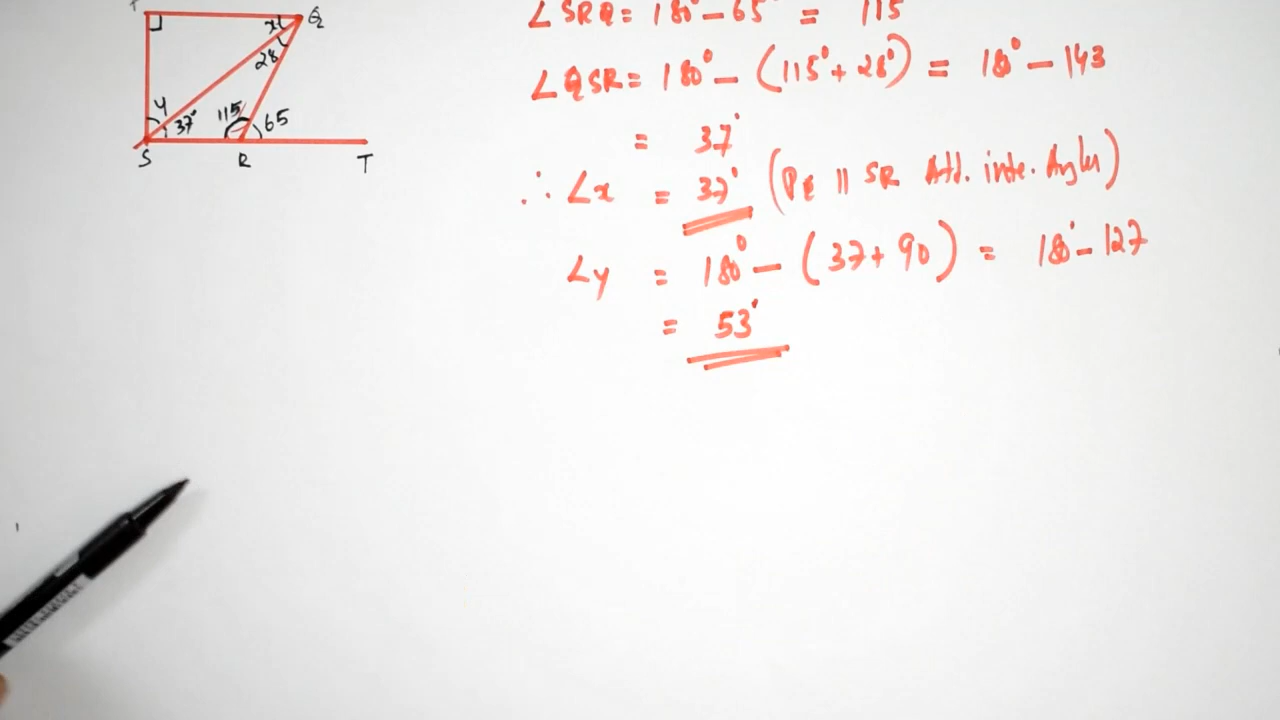 ∠SRQ = 180° - 65° = 115
∠QSR = 180° - (115° + 28°) = 180° - 143
= 37°
∴ ∠x = 37° (PQ || SR Att. inte. Angles)
∠y = 180° - (37 + 90) = 180° - 127
= 53°
Q
x
28
y
37°
115
65
S
R
T